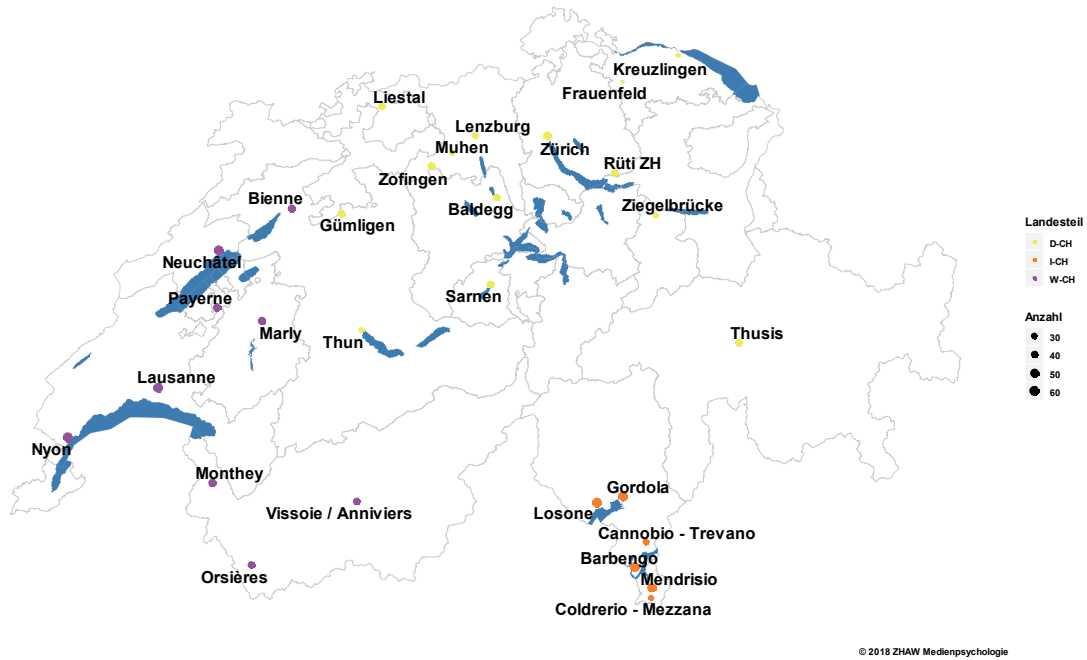 Kreuzlingen
Frauenfeld
Liestal
Lenzburg
Muhen
Zürich
Rüti ZH
Zofingen
Bienne
Baldegg
Ziegelbrücke
Gümligen
Neuchâtel
Payerne
Sarnen
Marly
Thun
Thusis
Lausanne
Nyon
Monthey
Gordola
Vissoie / Anniviers
Losone
Cannobio - Trevano
Barbengo
Orsières
Mendrisio
Coldrerio - Mezzana
Landesteil
D-CH
I-CH
W-CH
Anzahl
30
40
50
60
© 2018 ZHAW Medienpsychologie